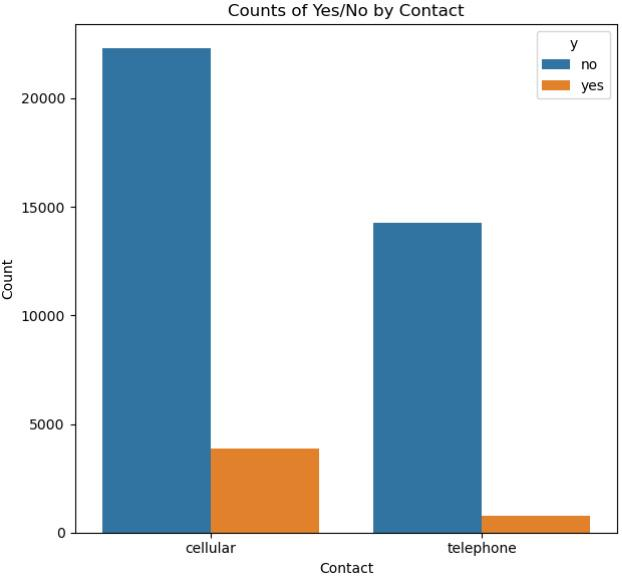 Counts of Yes/No by Contact
y
no
yes
20000
15000
10000
5000
0
Count
cellular
telephone
Contact